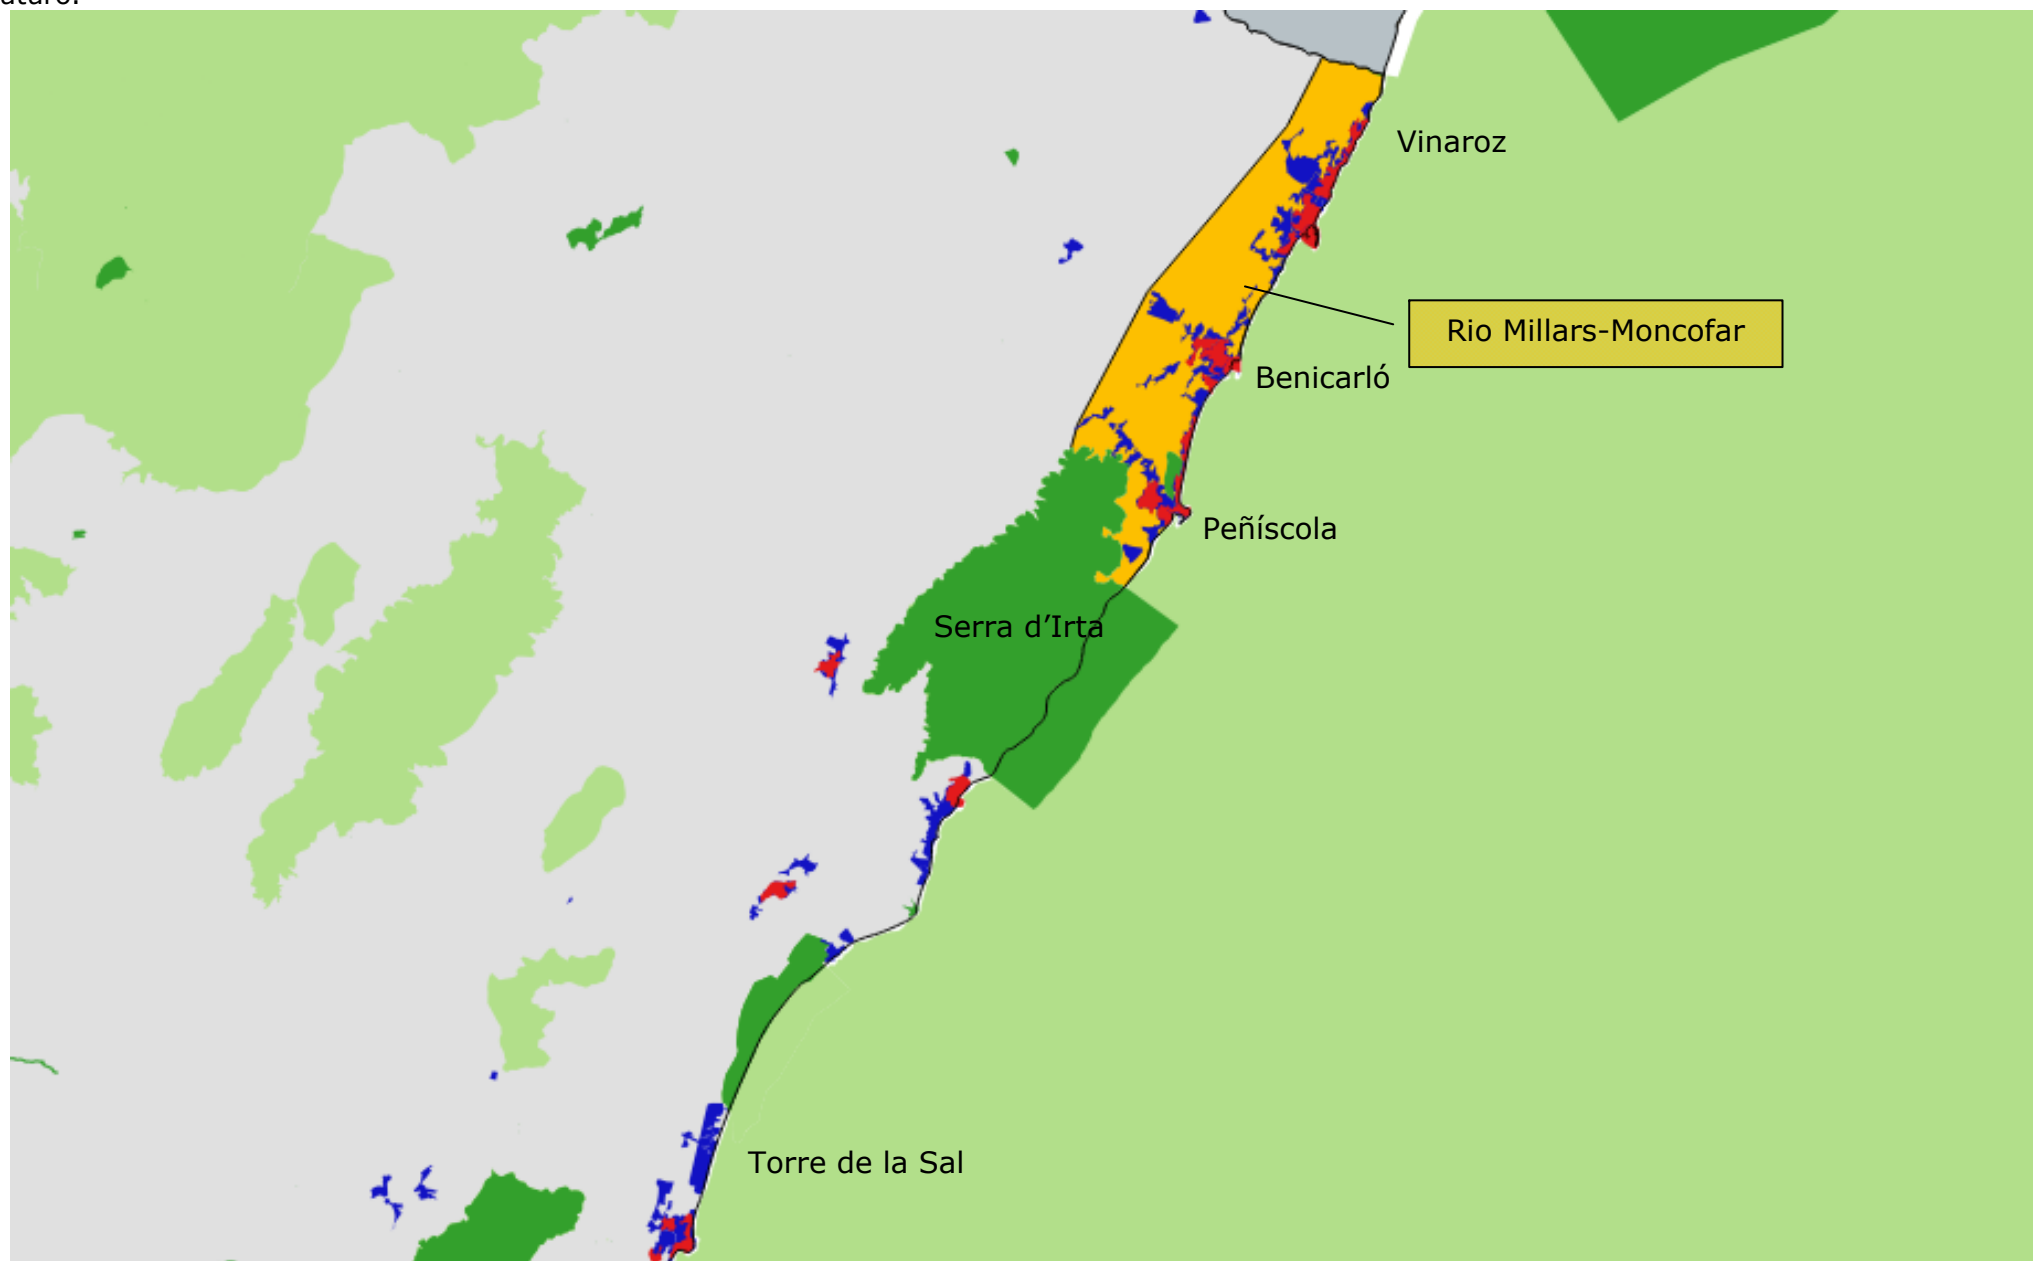 Vinaroz
Rio Millars-Moncofar
Benicarló
Peñíscola
Serra d’Irta
Torre de la Sal